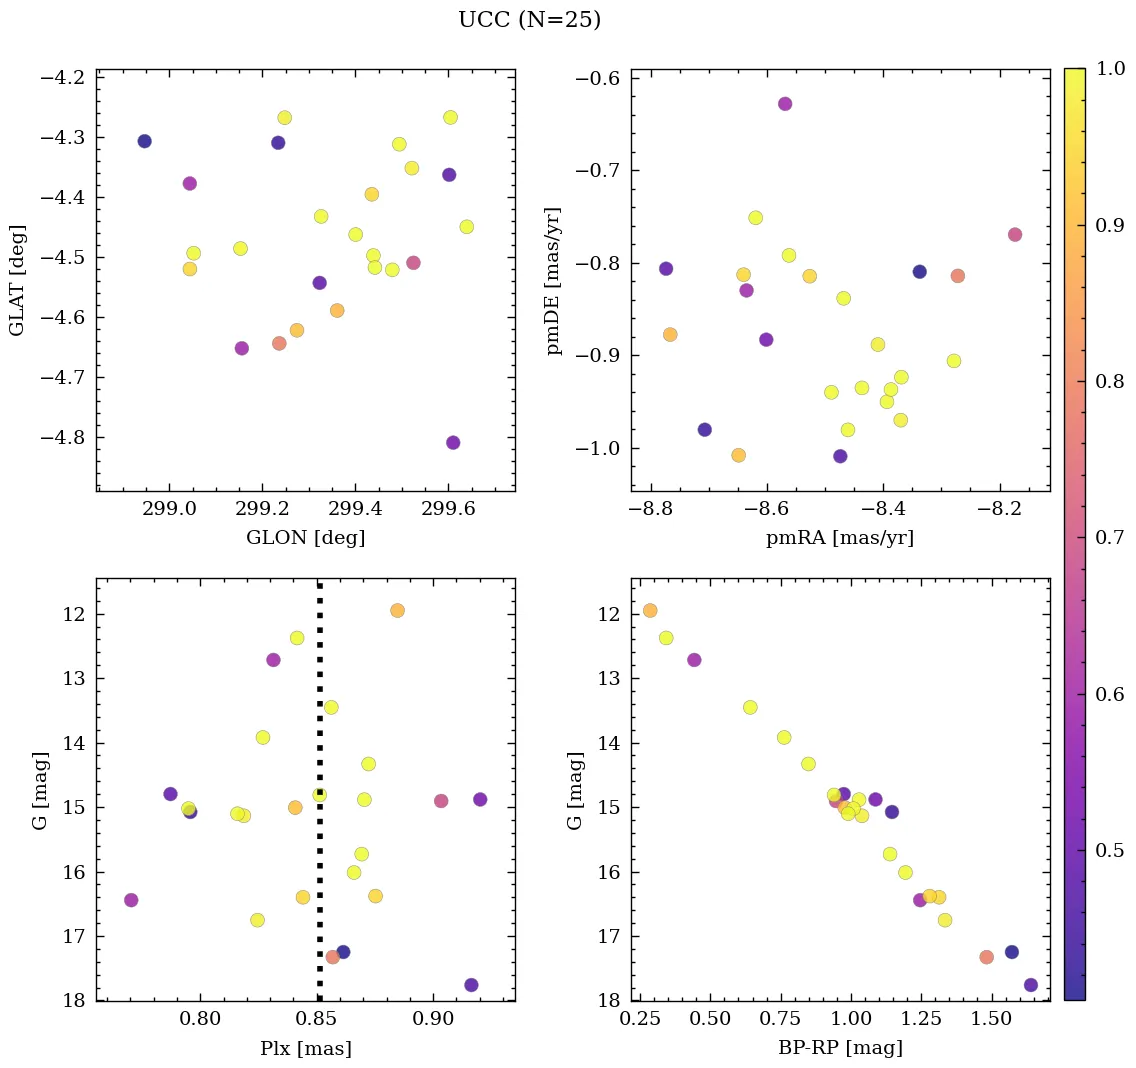 UCC (N=25)
−4.2
−4.3
−4.4
−4.5
−4.6
−4.7
−4.8
GLAT [deg]
299.0 299.2 299.4 299.6
GLON [deg]
−0.6
−0.7
−0.8
−0.9
−1.0
pmDE [mas/yr]
−8.8 −8.6 −8.4 −8.2
pmRA [mas/yr]
12
13
14
15
16
17
18
G [mag]
0.80 0.85 0.90
Plx [mas]
12
13
14
15
16
17
18
G [mag]
0.25 0.50 0.75 1.00 1.25 1.50
BP-RP [mag]
1.0
0.9
0.8
0.7
0.6
0.5